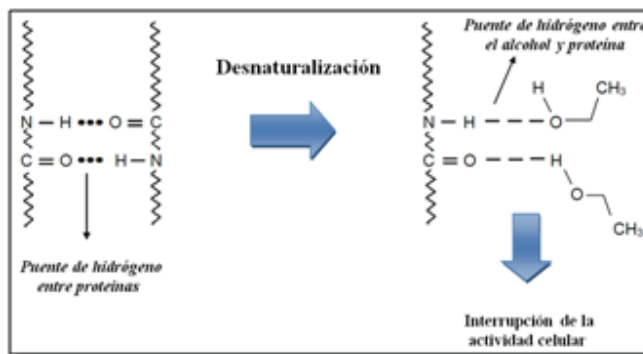 Puente de hidrógeno entre
el alcohol y proteína
Desnaturalización
H
CH3
N – H ••• O = C
N – H – – – O
C = O ••• H – N
C = O – – – H
O
CH3
Puente de hidrógeno
entre proteínas
Interrupción de la
actividad celular